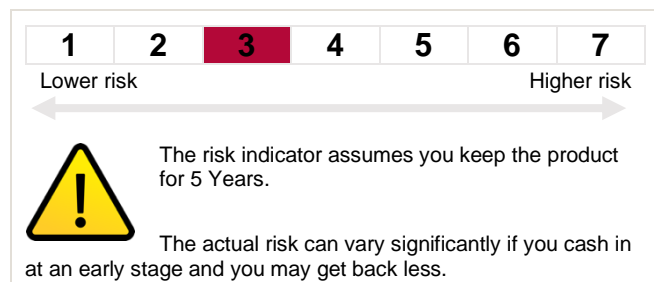 1 2 3 4 5 6 7
Lower risk Higher risk
The risk indicator assumes you keep the product
for 5 Years.
The actual risk can vary significantly if you cash in
at an early stage and you may get back less.